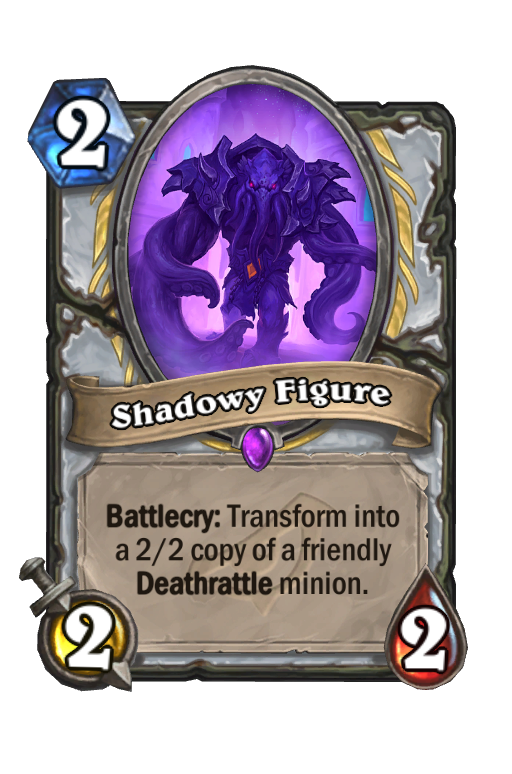 2
Shadowy Figure
Battlecry: Transform into
a 2/2 copy of a friendly
Deathrattle minion.
2
2